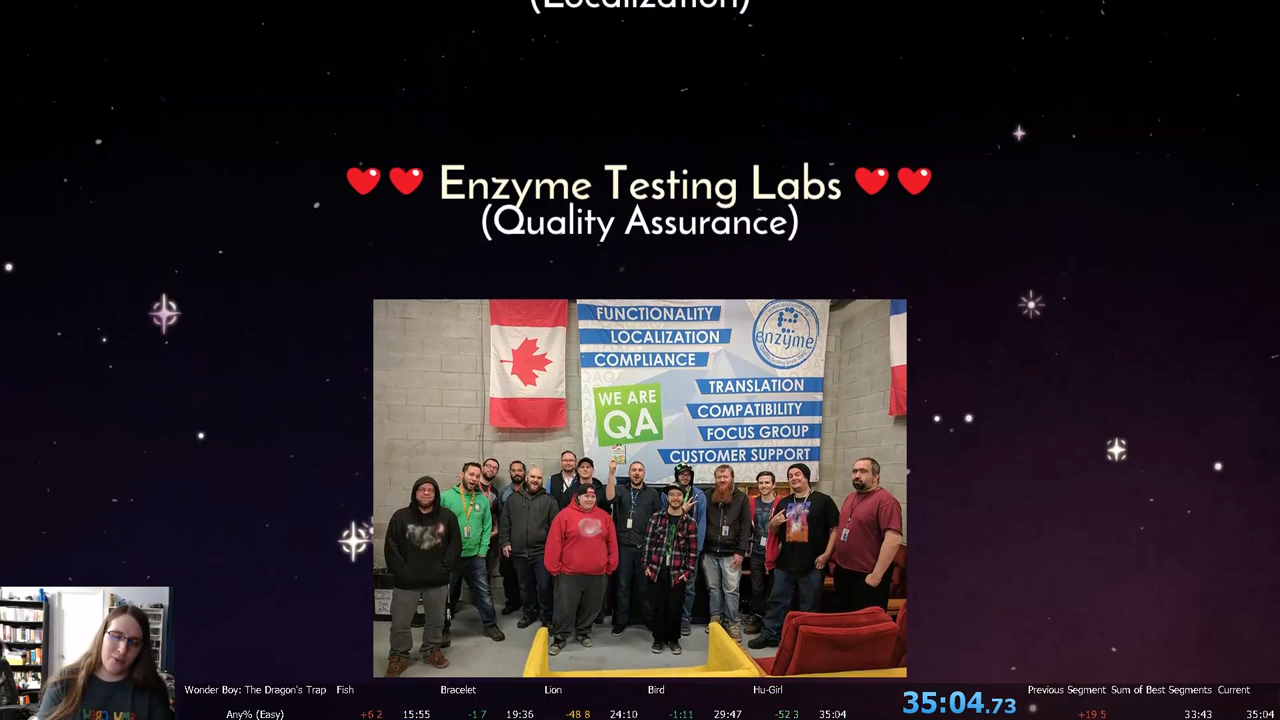 (Localization)
Enzyme Testing Labs
(Quality Assurance)
FUNCTIONALITY
LOCALIZATION
COMPLIANCE
enzyme
WE ARE
QA
TRANSLATION
COMPATIBILITY
FOCUS GROUP
CUSTOMER SUPPORT
Wonder Boy: The Dragon's Trap Fish Bracelet Lion Bird Hu-Girl
Any% (Easy) +6.2 15:55 -1.7 19:36 -48.8 24:10 -1:11 29:47 -52.3 35:04
35:04.73
Previous Segment Sum of Best Segments Current
+19.5 33:43 35:04